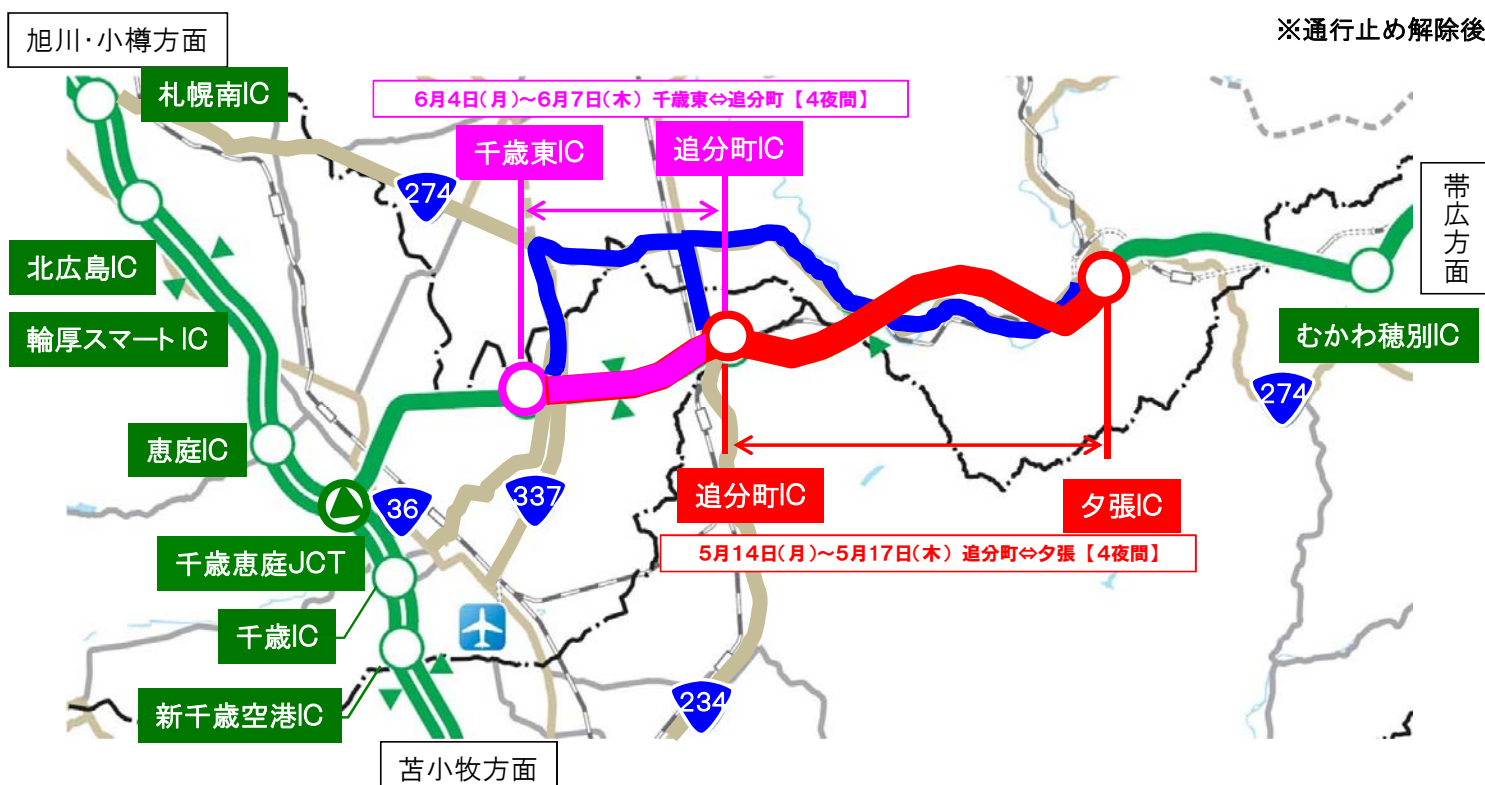 旭川・小樽方面
※通行止め解除後
札幌南IC
6月4日(月)～6月7日(木) 千歳東⇔追分町【4夜間】
千歳東IC
追分町IC
274
帯広方面
北広島IC
輪厚スマートIC
むかわ穂別IC
274
恵庭IC
36
337
追分町IC
夕張IC
5月14日(月)～5月17日(木) 追分町⇔夕張【4夜間】
千歳恵庭JCT
千歳IC
新千歳空港IC
234
苫小牧方面